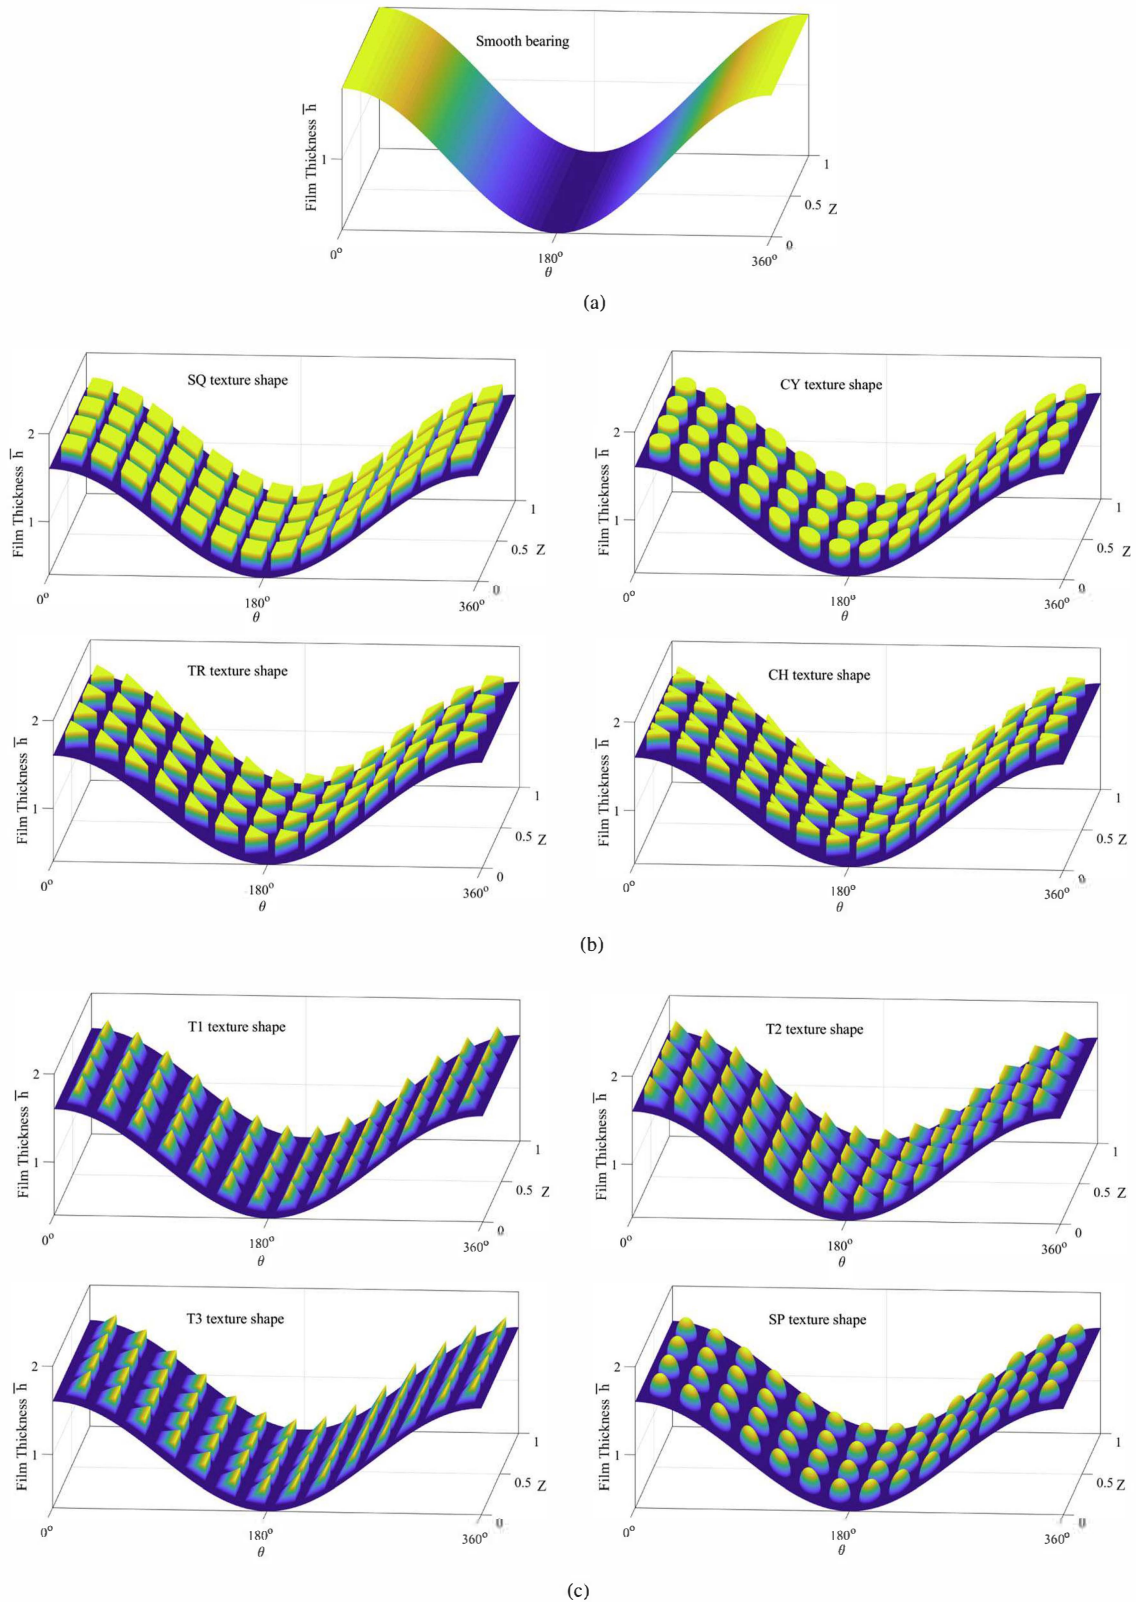 Smooth bearing
Film Thickness h̅
1
0°
180°
360°
θ
0
0.5
1
Z
(a)
SQ texture shape
Film Thickness h̅
2
1
0°
180°
360°
θ
0
0.5
1
Z
CY texture shape
Film Thickness h̅
2
1
0°
180°
360°
θ
0
0.5
1
Z
TR texture shape
Film Thickness h̅
2
1
0°
180°
360°
θ
0
0.5
1
Z
CH texture shape
Film Thickness h̅
2
1
0°
180°
360°
θ
0
0.5
1
Z
(b)
T1 texture shape
Film Thickness h̅
2
1
0°
180°
360°
θ
0
0.5
1
Z
T2 texture shape
Film Thickness h̅
2
1
0°
180°
360°
θ
0
0.5
1
Z
T3 texture shape
Film Thickness h̅
2
1
0°
180°
360°
θ
0
0.5
1
Z
SP texture shape
Film Thickness h̅
2
1
0°
180°
360°
θ
0
0.5
1
Z
(c)